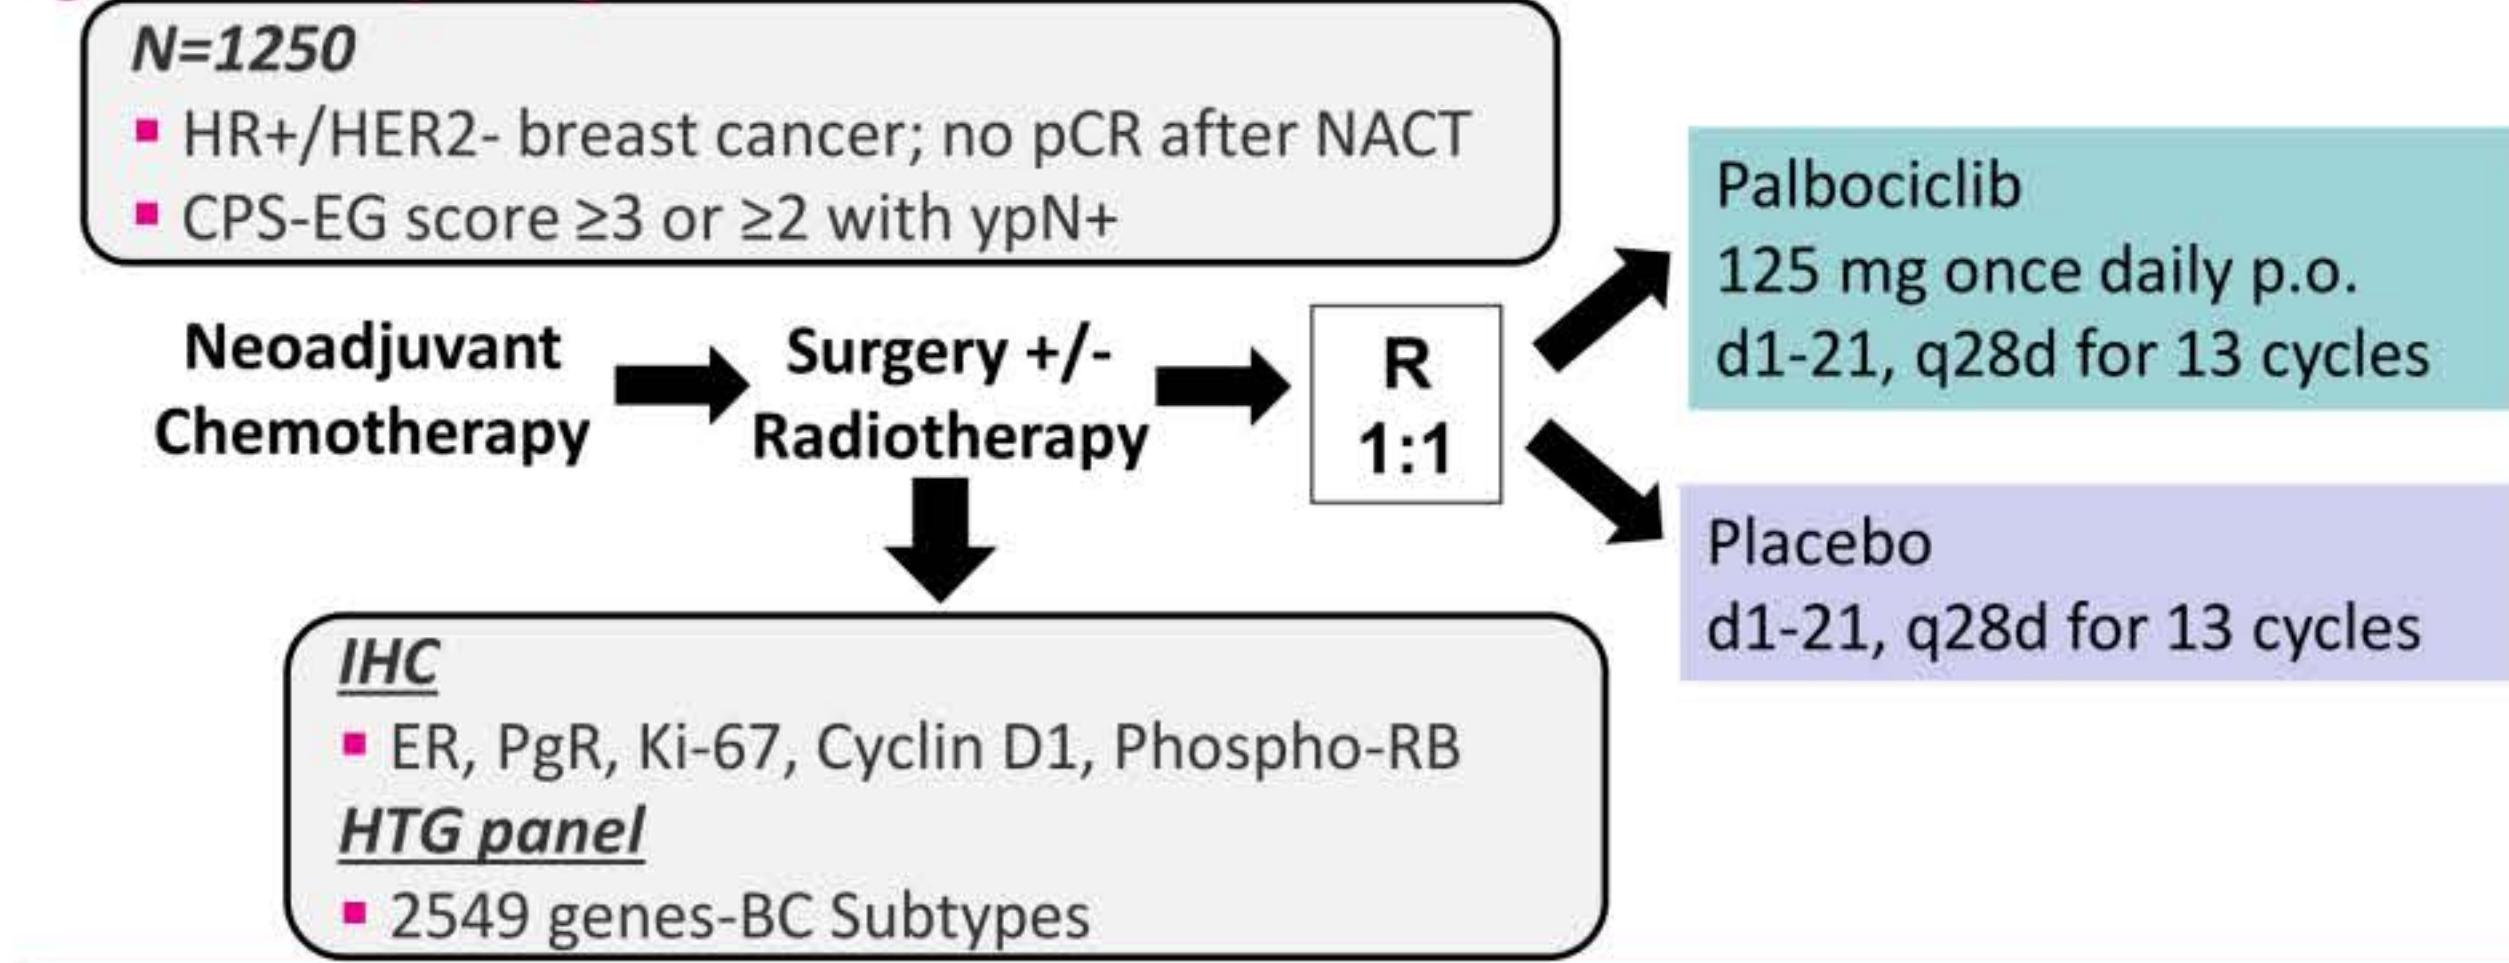 N=1250
▪ HR+/HER2- breast cancer; no pCR after NACT
▪ CPS-EG score ≥3 or ≥2 with ypN+
Neoadjuvant
Chemotherapy
Surgery +/-
Radiotherapy
R
1:1
Palbociclib
125 mg once daily p.o.
d1-21, q28d for 13 cycles
Placebo
d1-21, q28d for 13 cycles
IHC
▪ ER, PgR, Ki-67, Cyclin D1, Phospho-RB
HTG panel
▪ 2549 genes-BC Subtypes